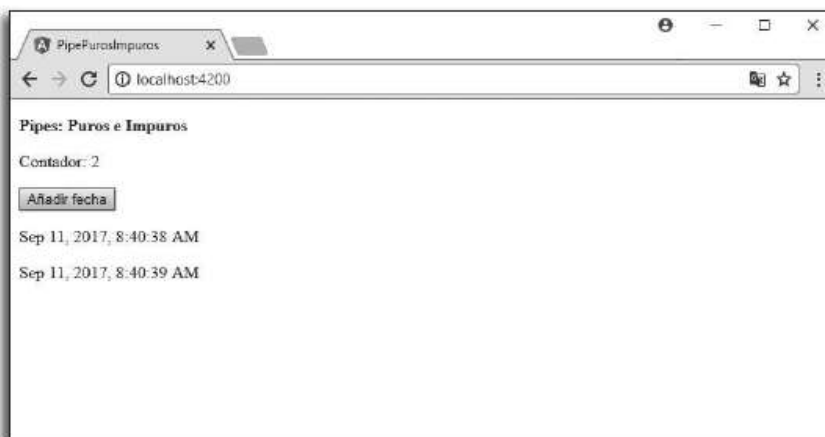 PipePurosImpuros
localhost:4200
Pipes: Puros e Impuros
Contador: 2
Añadir fecha
Sep 11, 2017, 8:40:38 AM
Sep 11, 2017, 8:40:39 AM